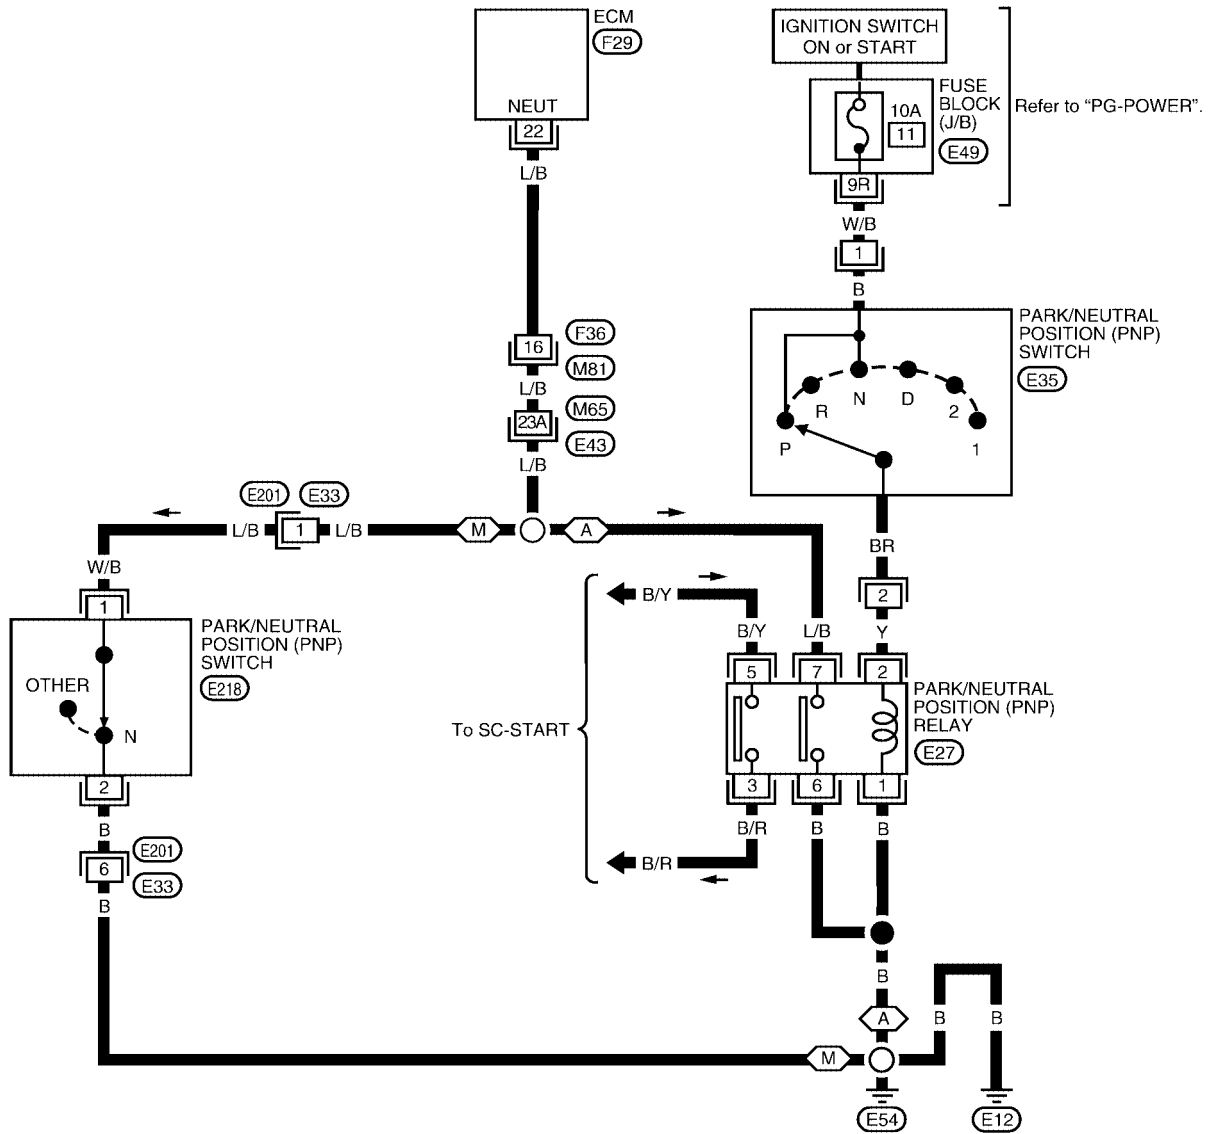 ECM
F29
NEUT
22
L/B
IGNITION SWITCH
ON or START
FUSE
BLOCK
(J/B)
E49
10A
11
Refer to “PG-POWER”.
9R
W/B
1
B
16
F36
M81
L/B
23A
M65
E43
L/B
PARK/NEUTRAL
POSITION (PNP)
SWITCH
E35
P
R
N
D
2
1
E201
E33
L/B
1
L/B
M
A
W/B
1
PARK/NEUTRAL
POSITION (PNP)
SWITCH
E218
OTHER
N
2
B
E201
6
E33
B
BR
2
Y
B/Y
B/Y
L/B
5
7
2
PARK/NEUTRAL
POSITION (PNP)
RELAY
E27
To SC-START
3
6
1
B/R
B
B
B/R
B
A
B
B
M
E54
E12